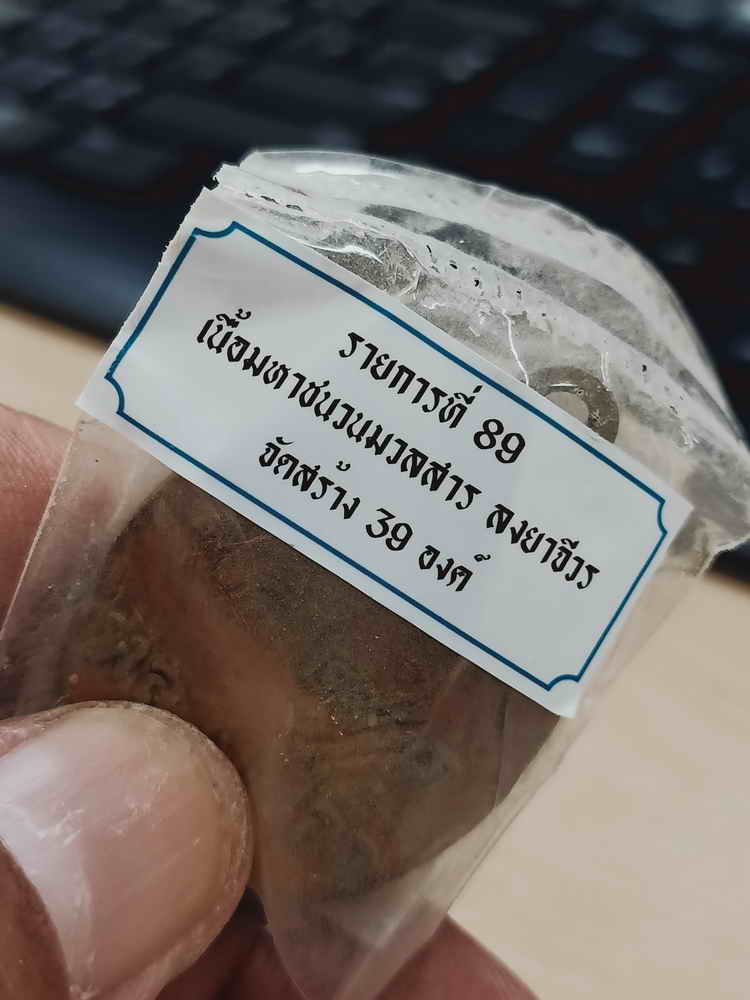 รายการที่ 89
เนื้อมหาชนวนมวลสาร ลงยาจีวร
จัดสร้าง 39 องค์